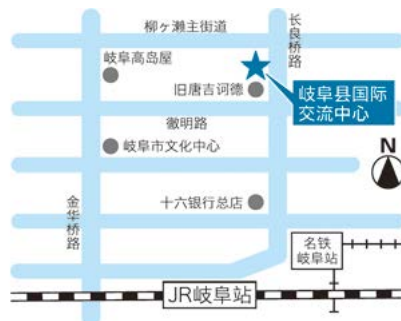 柳ヶ瀬主街道
长良桥路
岐阜高岛屋
旧唐吉诃德
岐阜县国际
交流中心
徹明路
岐阜市文化中心
N
金华桥路
十六银行总店
名铁
岐阜站
JR岐阜站